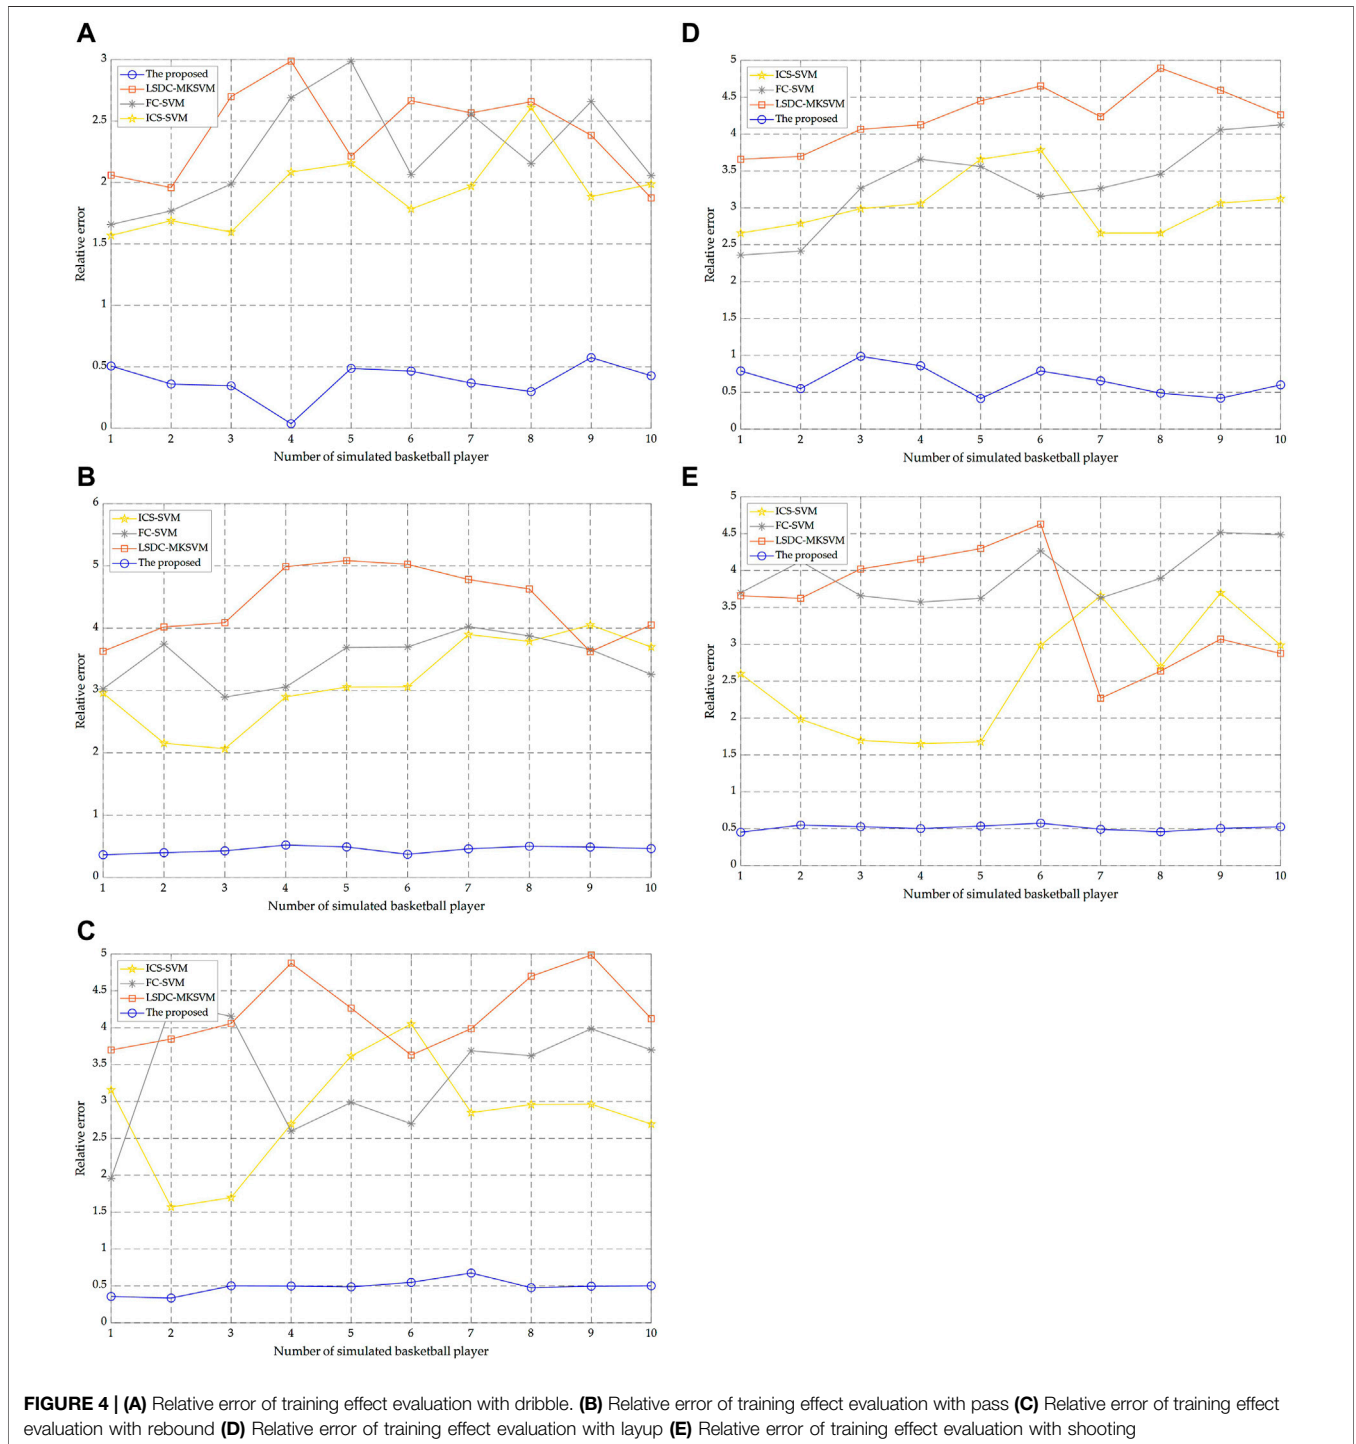 A
The proposed
LSDC-MKSVM
FC-SVM
ICS-SVM
Relative error
3
2.5
2
1.5
1
0.5
0
1 2 3 4 5 6 7 8 9 10
Number of simulated basketball player
B
ICS-SVM
FC-SVM
LSDC-MKSVM
The proposed
Relative error
6
5
4
3
2
1
0
1 2 3 4 5 6 7 8 9 10
Number of simulated basketball player
C
ICS-SVM
FC-SVM
LSDC-MKSVM
The proposed
Relative error
5
4.5
4
3.5
3
2.5
2
1.5
1
0.5
0
1 2 3 4 5 6 7 8 9 10
Number of simulated basketball player
D
ICS-SVM
FC-SVM
LSDC-MKSVM
The proposed
Relative error
5
4.5
4
3.5
3
2.5
2
1.5
1
0.5
0
1 2 3 4 5 6 7 8 9 10
Number of simulated basketball player
E
ICS-SVM
FC-SVM
LSDC-MKSVM
The proposed
Relative error
5
4.5
4
3.5
3
2.5
2
1.5
1
0.5
0
1 2 3 4 5 6 7 8 9 10
Number of simulated basketball player
FIGURE 4 | (A) Relative error of training effect evaluation with dribble. (B) Relative error of training effect evaluation with pass (C) Relative error of training effect
evaluation with rebound (D) Relative error of training effect evaluation with layup (E) Relative error of training effect evaluation with shooting